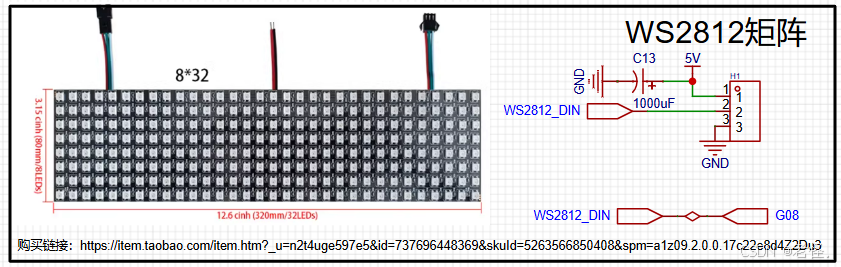 WS2812矩阵
8*32
3.15 cinh (80mm/8LEDs)
12.6 cinh (320mm/32LEDs)
C13
5V
H1
GND
+
1000uF
WS2812_DIN
1
2
3
1
2
3
GND
WS2812_DIN
G08
购买链接：https://item.taobao.com/item.htm?_u=n2t4uge597e5&id=737696448369&skuId=5263566850408&spm=a1z09.2.0.0.17c22e8d4Z2Du3